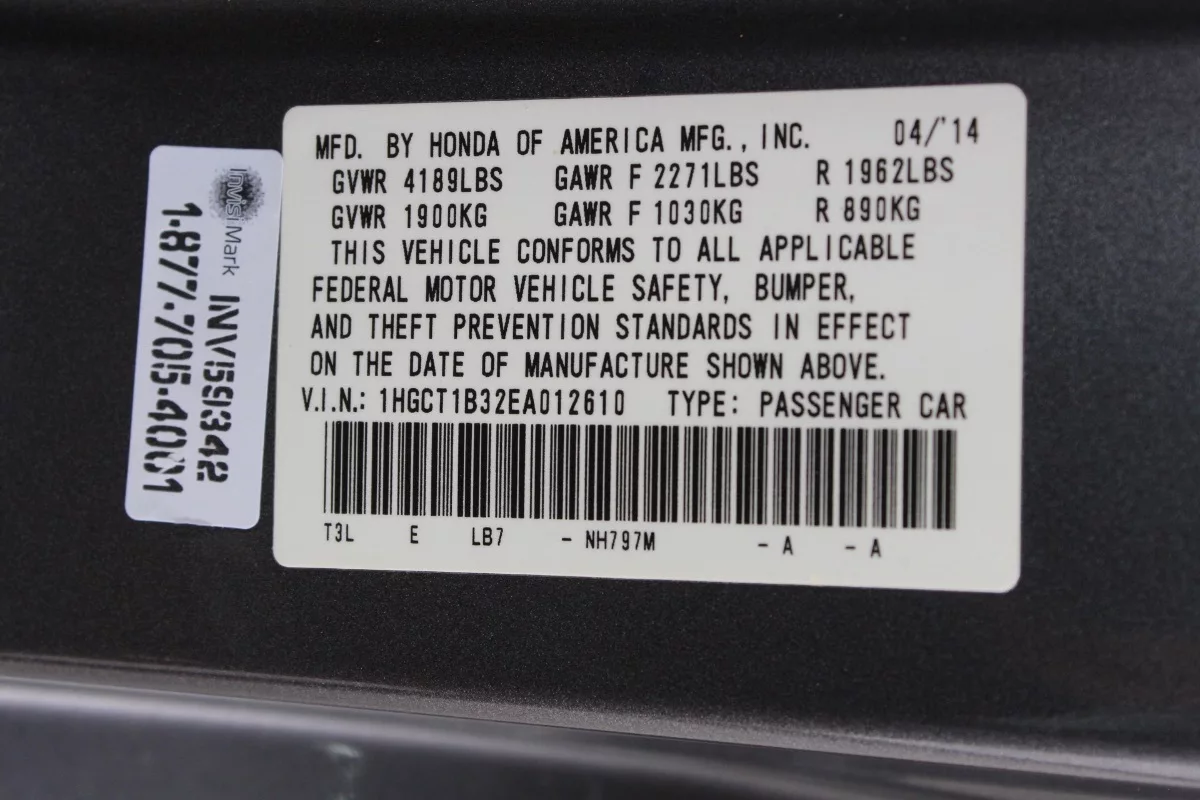 MFD. BY HONDA OF AMERICA MFG., INC. 04/'14
GVWR 4189LBS GAWR F 2271LBS R 1962LBS
GVWR 1900KG GAWR F 1030KG R 890KG
THIS VEHICLE CONFORMS TO ALL APPLICABLE
FEDERAL MOTOR VEHICLE SAFETY, BUMPER,
AND THEFT PREVENTION STANDARDS IN EFFECT
ON THE DATE OF MANUFACTURE SHOWN ABOVE.
V.I.N.: 1HGCT1B32EA012610 TYPE: PASSENGER CAR
T3L E LB7 - NH797M - A - A
InvisiMark INV591342
1·877·705·4001